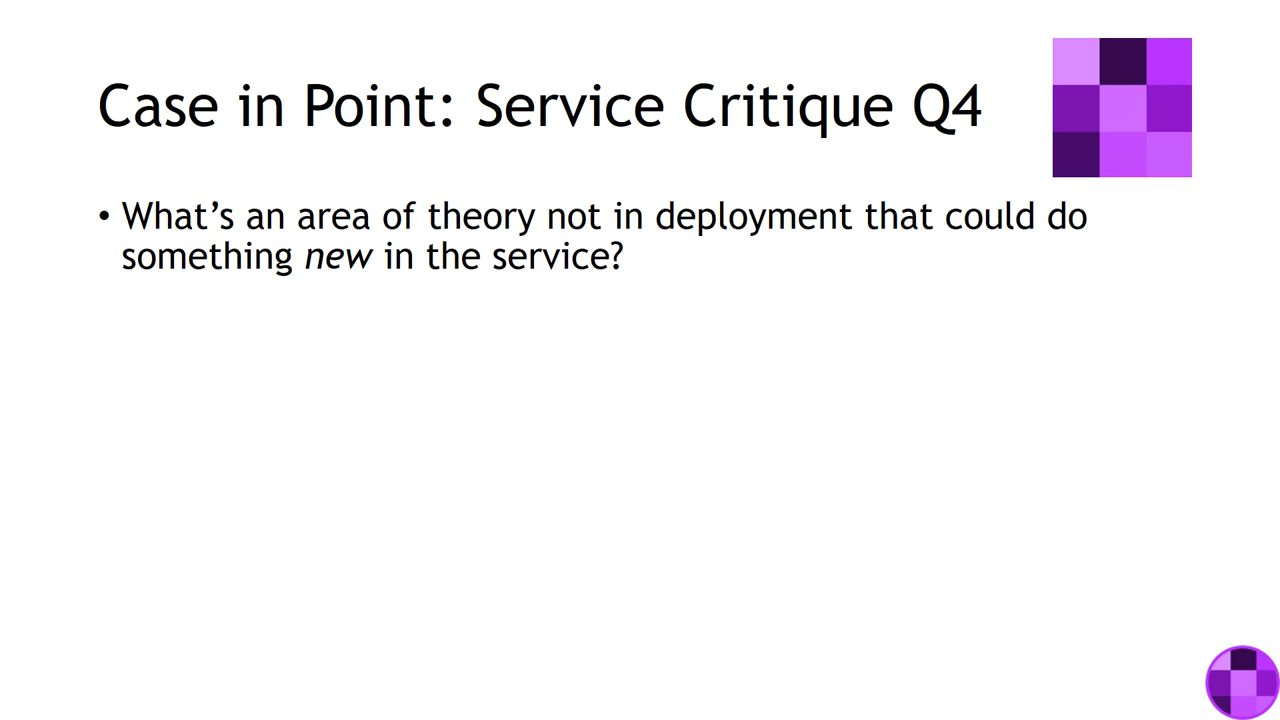 Case in Point: Service Critique Q4
• What’s an area of theory not in deployment that could do
something new in the service?